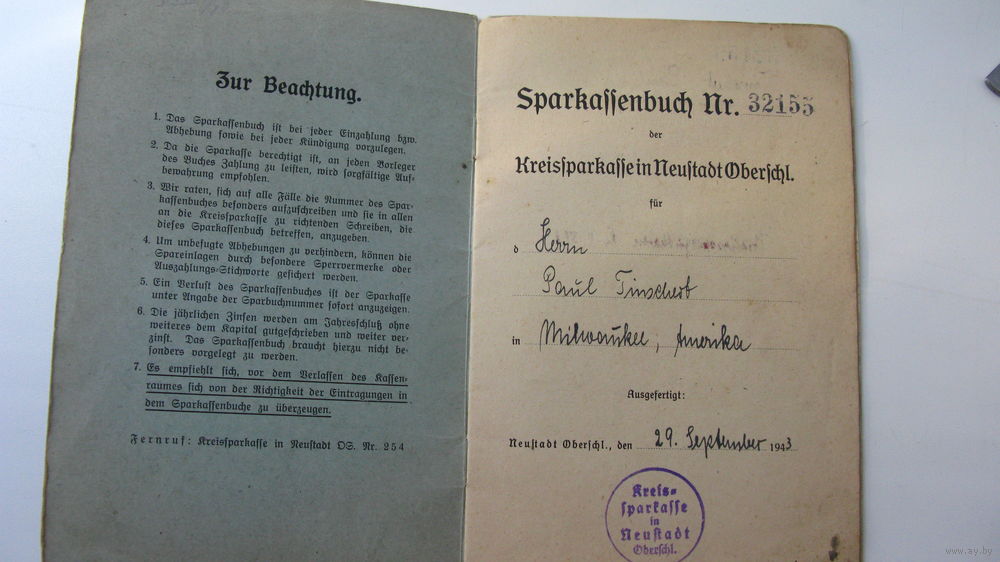 Zur Beachtung.
1. Das Sparkassenbuch ist bei jeder Einzahlung bzw.
Abhebung sowie bei jeder Kündigung vorzulegen.
2. Da die Sparkasse berechtigt ist, an jeden Vorleger
des Buches Zahlung zu leisten, wird sorgfältige Auf-
bewahrung empfohlen.
3. Wir raten, sich auf alle Fälle die Nummer des Spar-
kassenbuches besonders aufzuschreiben und sie in allen
an die Kreissparkasse zu richtenden Schreiben, die
dieses Sparkassenbuch betreffen, anzugeben.
4. Um unbefugte Abhebungen zu verhindern, können die
Spareinlagen durch besondere Sperrvermerke oder
Auszahlungs-Stichworte gesichert werden.
5. Ein Verlust des Sparkassenbuches ist der Sparkasse
unter Angabe der Sparbuchnummer sofort anzuzeigen.
6. Die jährlichen Zinsen werden am Jahresschluß ohne
weiteres dem Kapital gutgeschrieben und weiter ver-
zinst. Das Sparkassenbuch braucht hierzu nicht be-
sonders vorgelegt zu werden.
7. Es empfiehlt sich, vor dem Verlassen des Kassen-
raumes sich von der Richtigkeit der Eintragungen in
dem Sparkassenbuche zu überzeugen.
Fernruf: Kreissparkasse in Neustadt OS. Nr. 254
Sparkassenbuch Nr. 32155
der
Kreissparkasse in Neustadt Oberschl.
für
Herrn
Paul Tinschert
in Milwaukee, Amerika
Ausgefertigt:
Neustadt Oberschl., den 29. September 1943
Kreis-
sparkasse
in
Neustadt
Oberschl.
www.ay.by